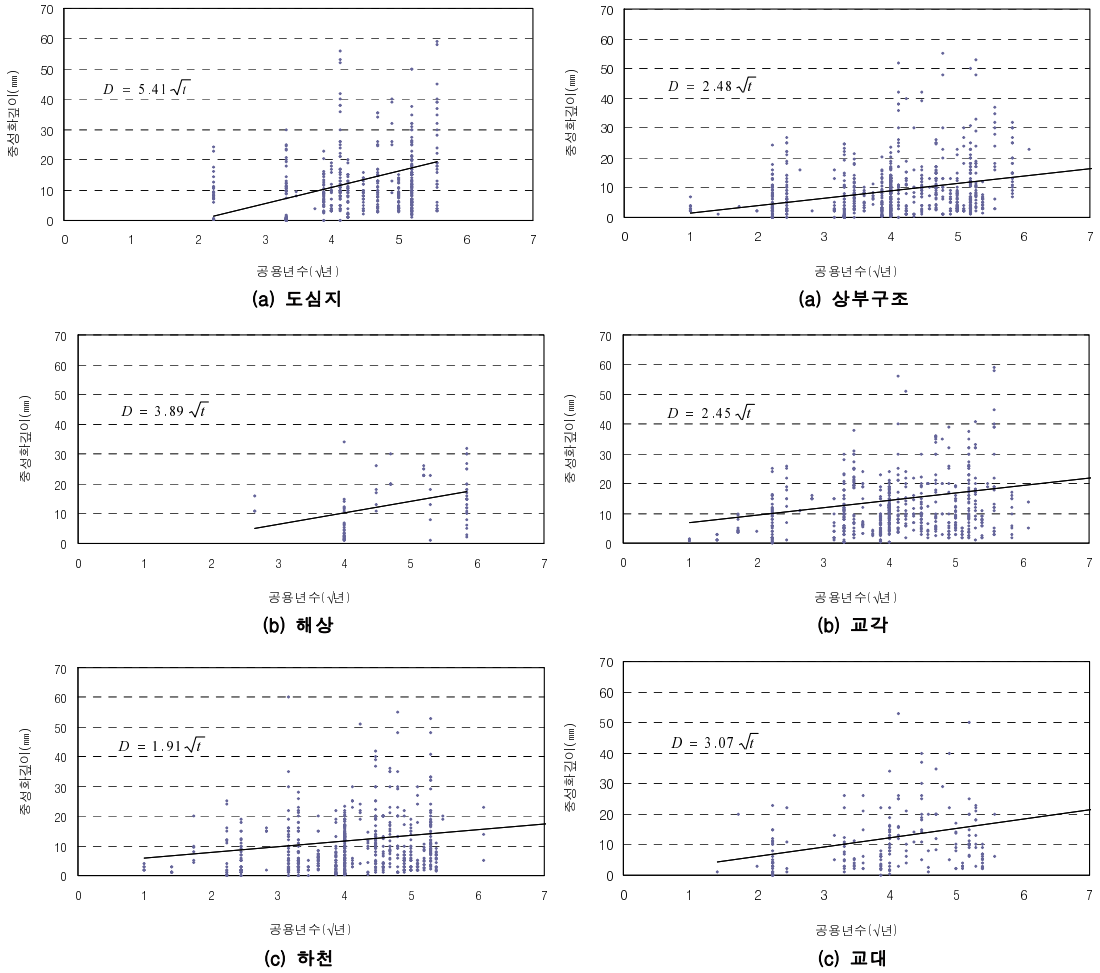 70
60
50
40
30
20
10
0
중성화깊이(㎜)
D = 5.41√t
0 1 2 3 4 5 6 7
공용년수(√년)
(a) 도심지
70
60
50
40
30
20
10
0
중성화깊이(㎜)
D = 2.48√t
0 1 2 3 4 5 6 7
공용년수(√년)
(a) 상부구조
70
60
50
40
30
20
10
0
중성화깊이(㎜)
D = 3.89√t
0 1 2 3 4 5 6 7
공용년수(√년)
(b) 해상
70
60
50
40
30
20
10
0
중성화깊이(㎜)
D = 2.45√t
0 1 2 3 4 5 6 7
공용년수(√년)
(b) 교각
70
60
50
40
30
20
10
0
중성화깊이(㎜)
D = 1.91√t
0 1 2 3 4 5 6 7
공용년수(√년)
(c) 하천
70
60
50
40
30
20
10
0
중성화깊이(㎜)
D = 3.07√t
0 1 2 3 4 5 6 7
공용년수(√년)
(c) 교대